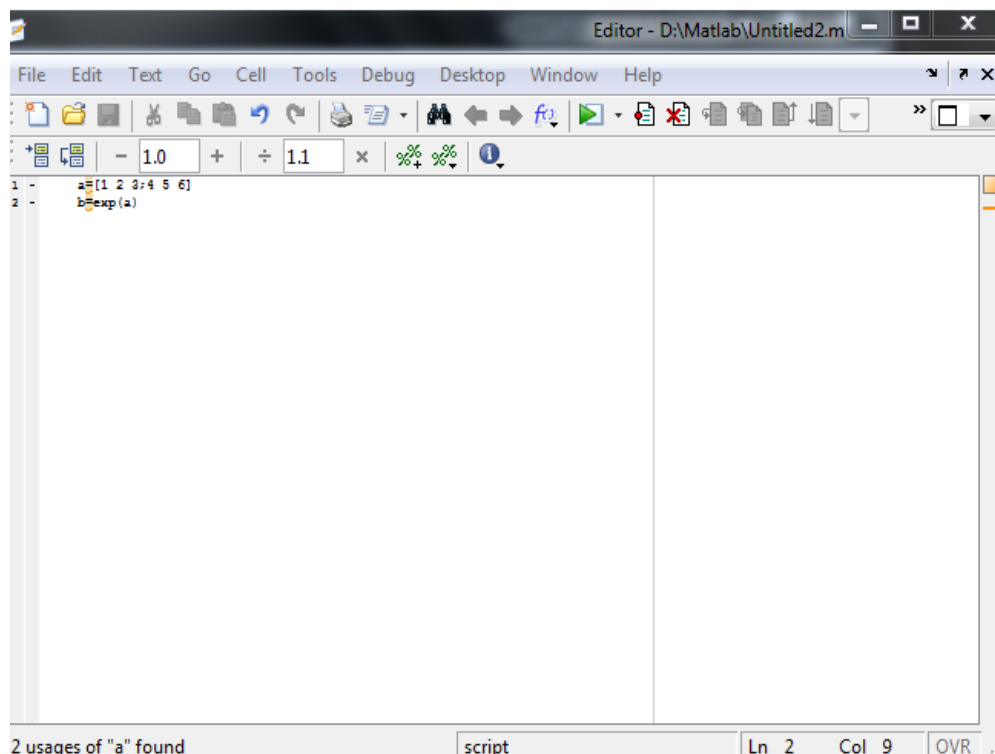 Editor - D:\Matlab\Untitled2.m
File Edit Text Go Cell Tools Debug Desktop Window Help
- 1.0 + ÷ 1.1 ×
1 - a=[1 2 3;4 5 6]
2 - b=exp(a)
2 usages of "a" found script Ln 2 Col 9 OVR